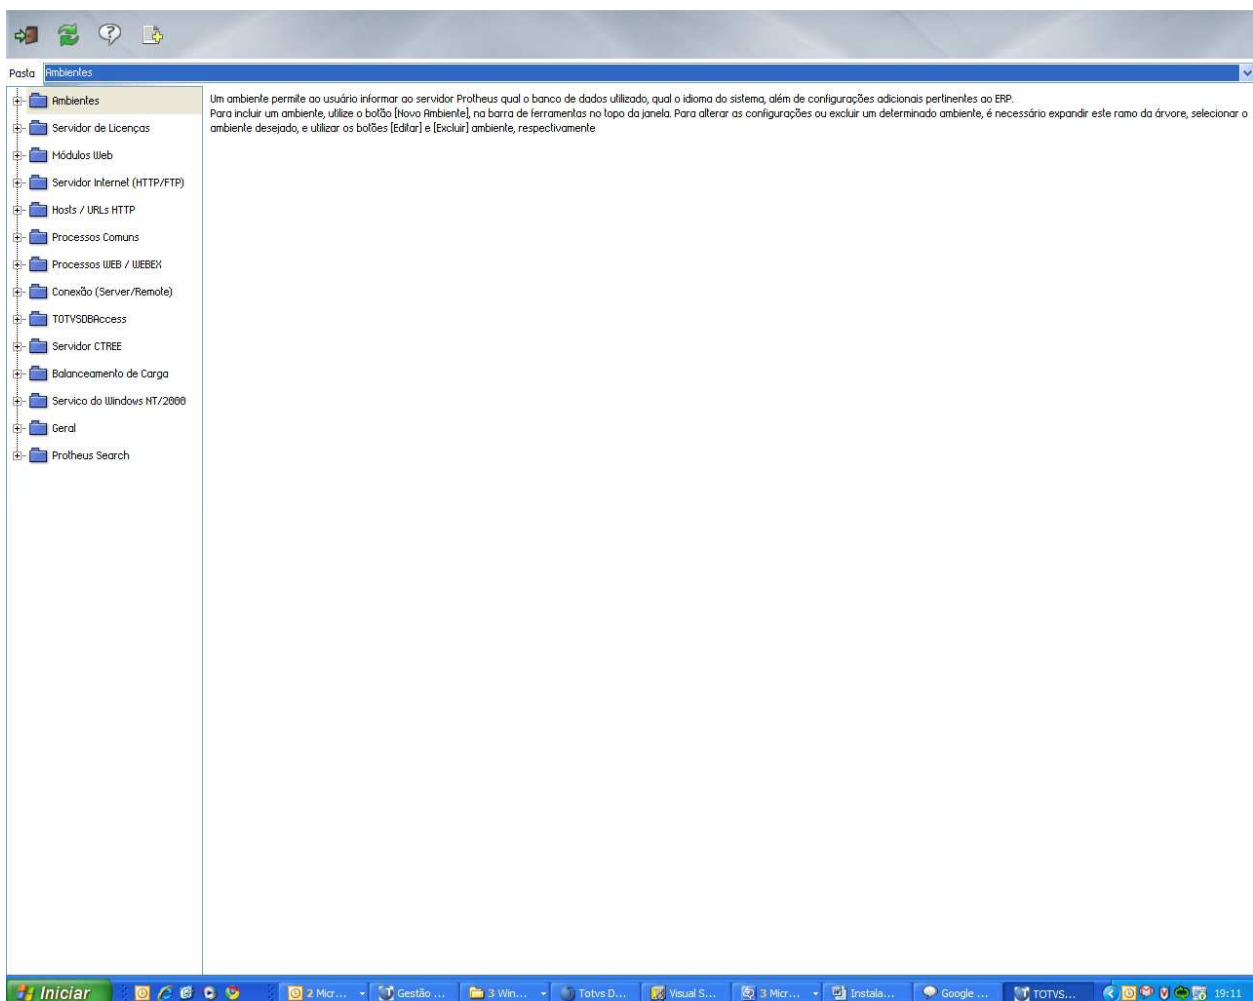 Pasta Ambientes
Ambientes
Servidor de Licenças
Módulos Web
Servidor Internet (HTTP/FTP)
Hosts / URLs HTTP
Processos Comuns
Processos WEB / WEBEX
Conexão (Server/Remote)
TOTVSDBAccess
Servidor CTREE
Balanceamento de Carga
Servico do Windows NT/2000
Geral
Protheus Search
Um ambiente permite ao usuário informar ao servidor Protheus qual o banco de dados utilizado, qual o idioma do sistema, além de configurações adicionais pertinentes ao ERP.
Para incluir um ambiente, utilize o botão [Novo Ambiente], na barra de ferramentas no topo da janela. Para alterar as configurações ou excluir um determinado ambiente, é necessário expandir este ramo da árvore, selecionar o
ambiente desejado, e utilizar os botões [Editar] e [Excluir] ambiente, respectivamente
Iniciar 2 Micr... Gestão ... 3 Win... Totvs D... Visual S... 3 Micr... Instala... Google ... TOTVS... 19:11